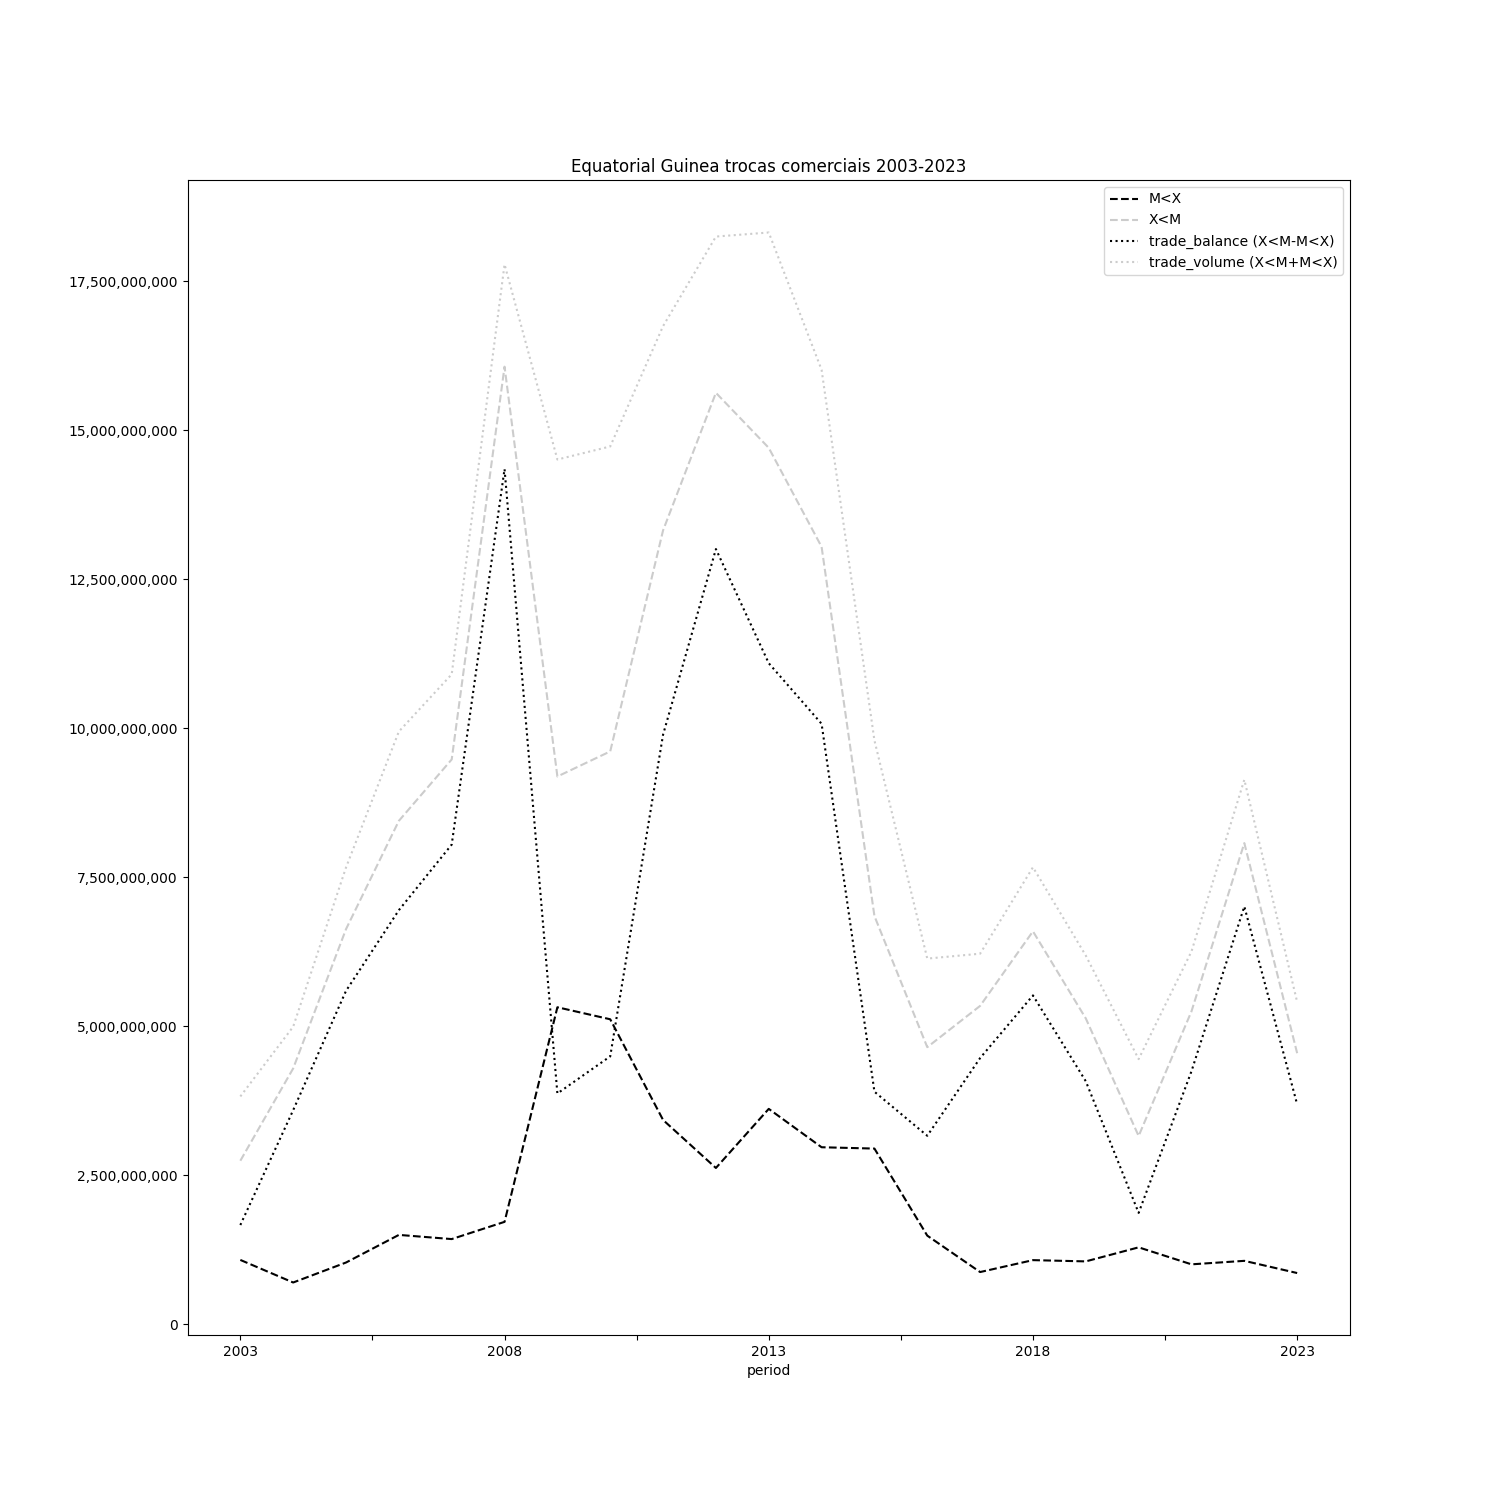 Equatorial Guinea trocas comerciais 2003-2023
M<X
X<M
trade_balance (X<M-M<X)
trade_volume (X<M+M<X)
17,500,000,000
15,000,000,000
12,500,000,000
10,000,000,000
7,500,000,000
5,000,000,000
2,500,000,000
0
2003 2008 2013 2018 2023
period